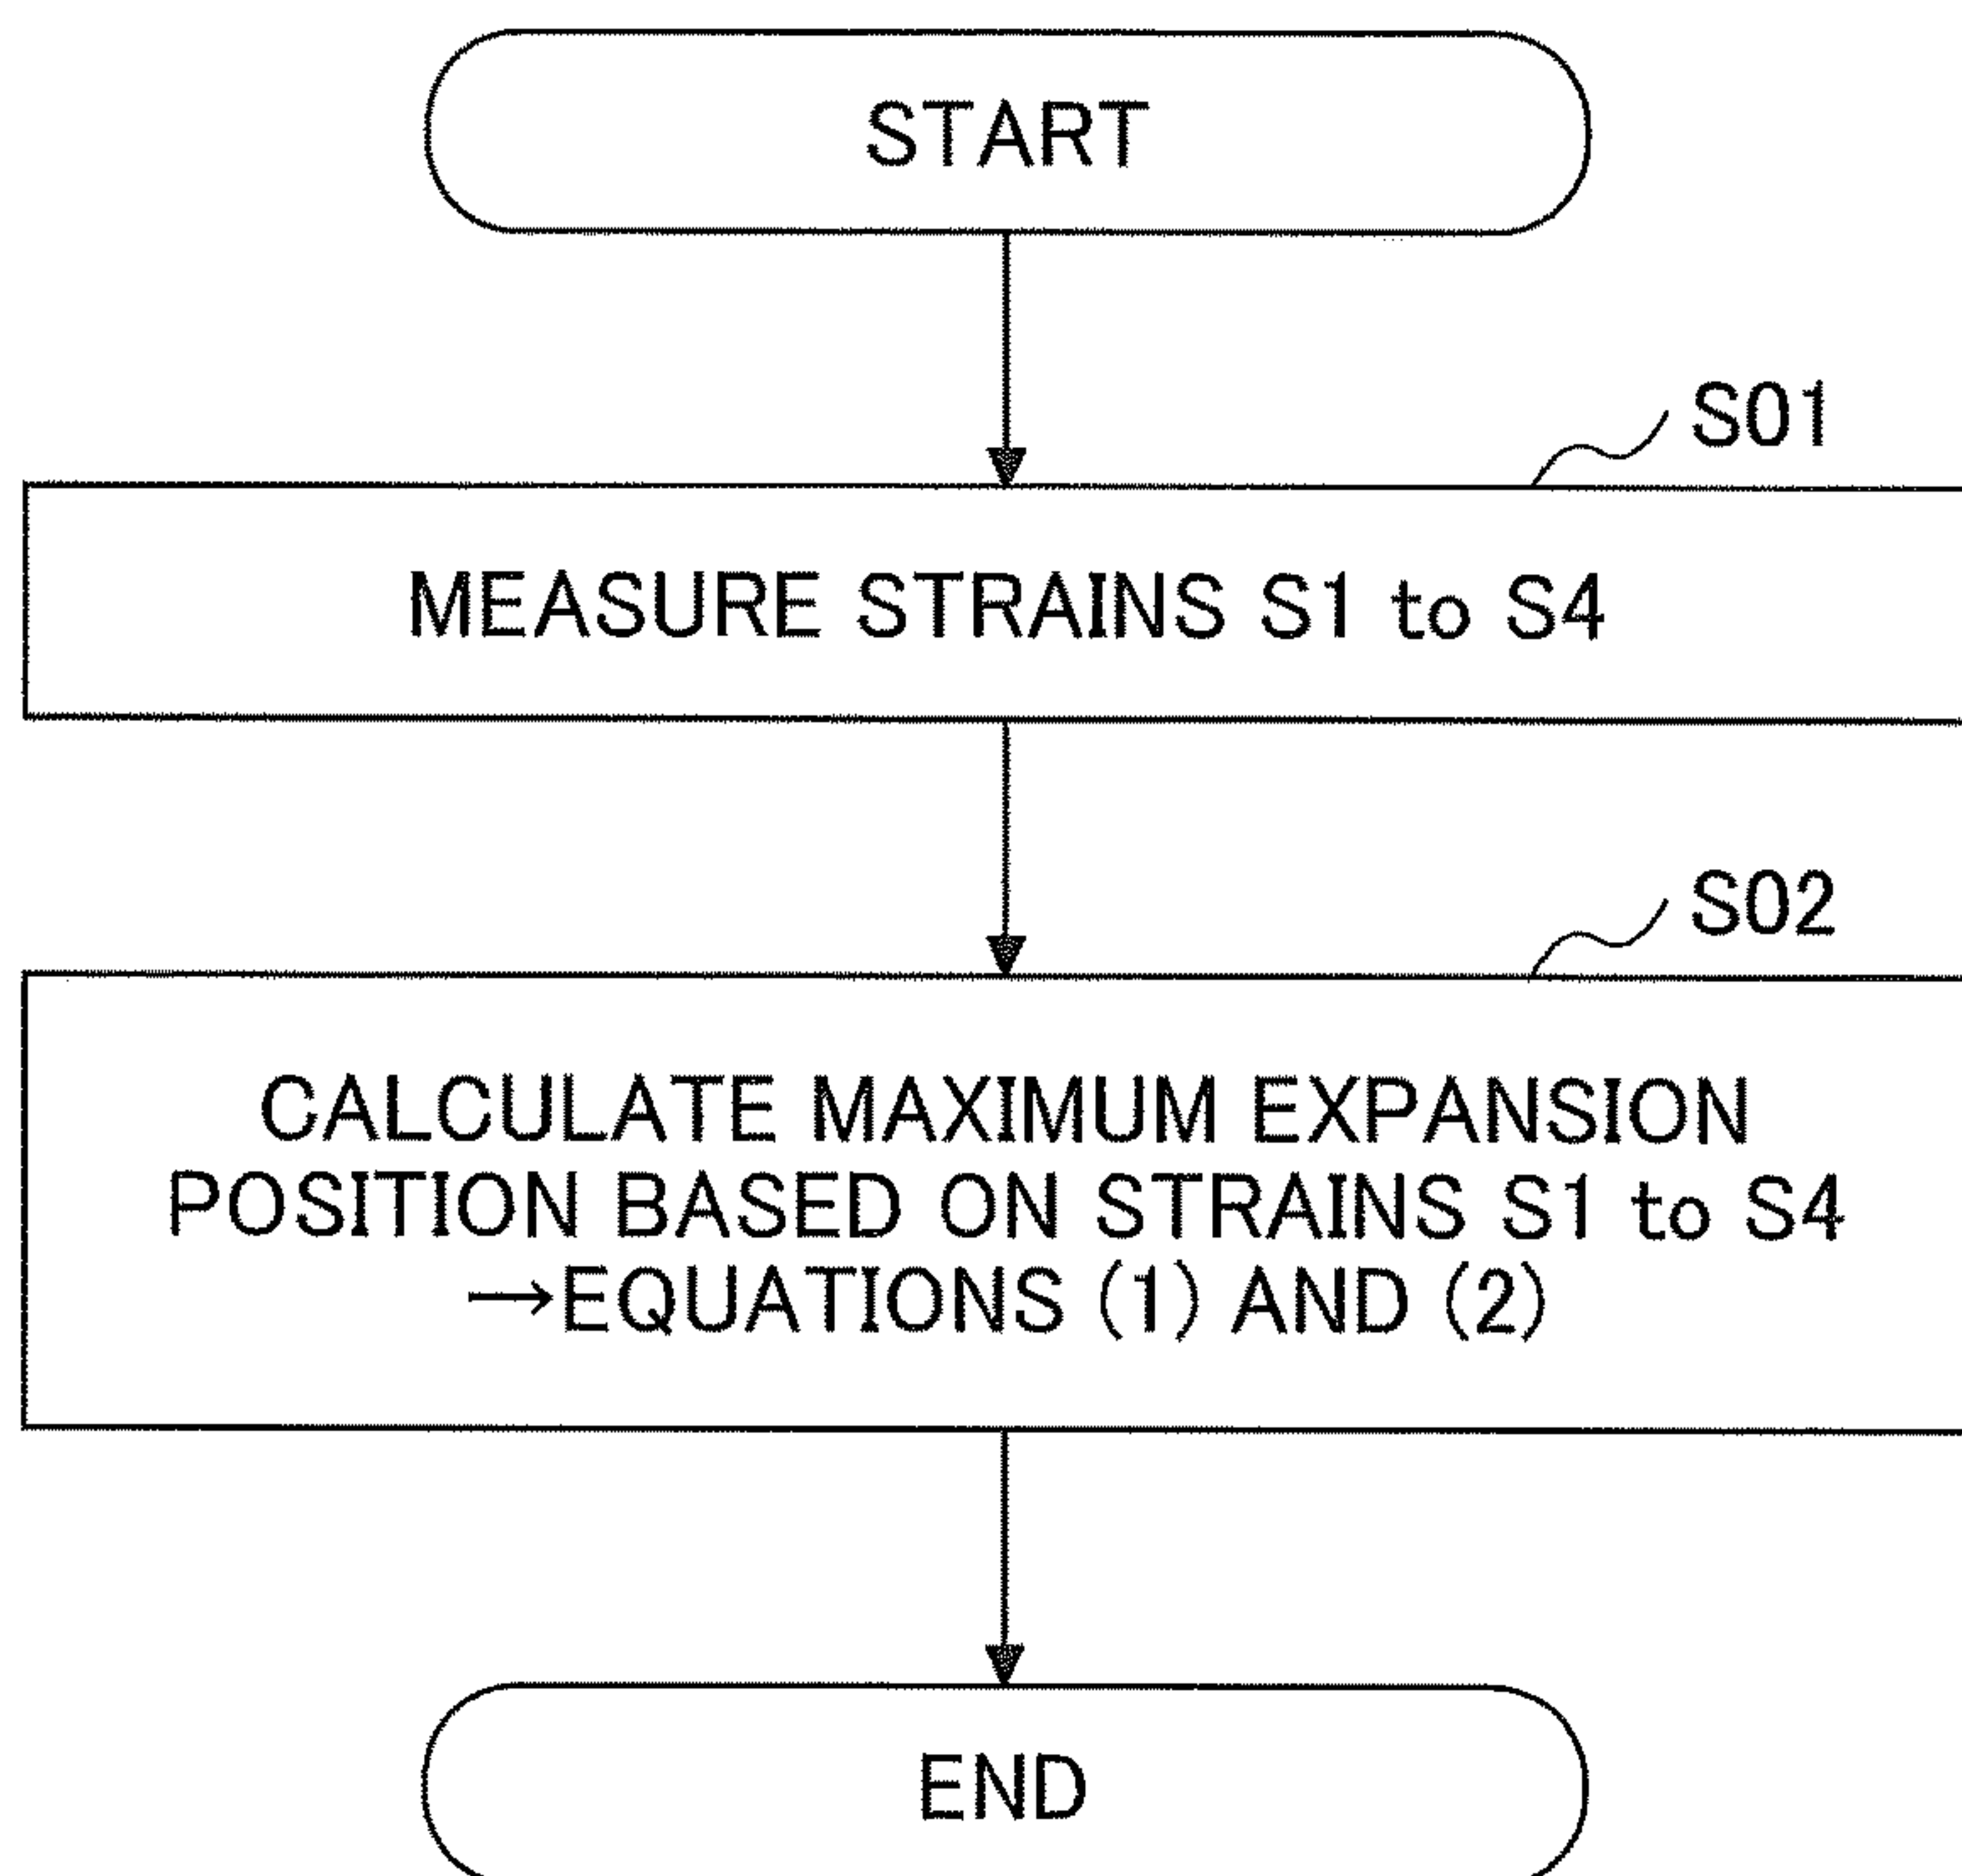 START
S01
MEASURE STRAINS S1 to S4
S02
CALCULATE MAXIMUM EXPANSION
POSITION BASED ON STRAINS S1 to S4
→EQUATIONS (1) AND (2)
END